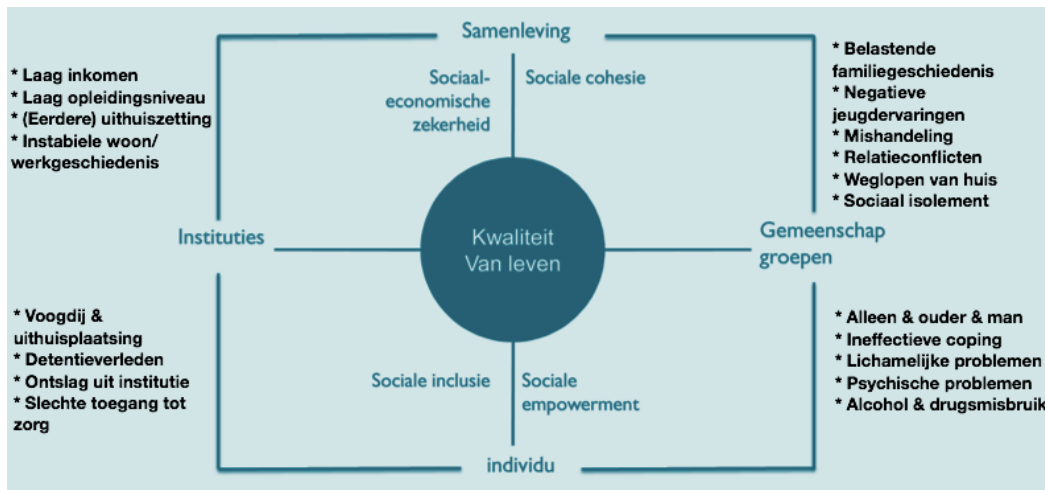 Samenleving
* Laag inkomen
* Laag opleidingsniveau
* (Eerdere) uithuiszetting
* Instabiele woon/
werkgeschiedenis
Sociaal-
economische
zekerheid
Sociale cohesie
* Belastende
familiegeschiedenis
* Negatieve
jeugdervaringen
* Mishandeling
* Relatieconflicten
* Weglopen van huis
* Sociaal isolement
Instituties
Kwaliteit
Van leven
Gemeenschap
groepen
* Voogdij &
uithuisplaatsing
* Detentieverleden
* Ontslag uit institutie
* Slechte toegang tot
zorg
Sociale inclusie
Sociale
empowerment
* Alleen & ouder & man
* Ineffectieve coping
* Lichamelijke problemen
* Psychische problemen
* Alcohol & drugsmisbruik
individu